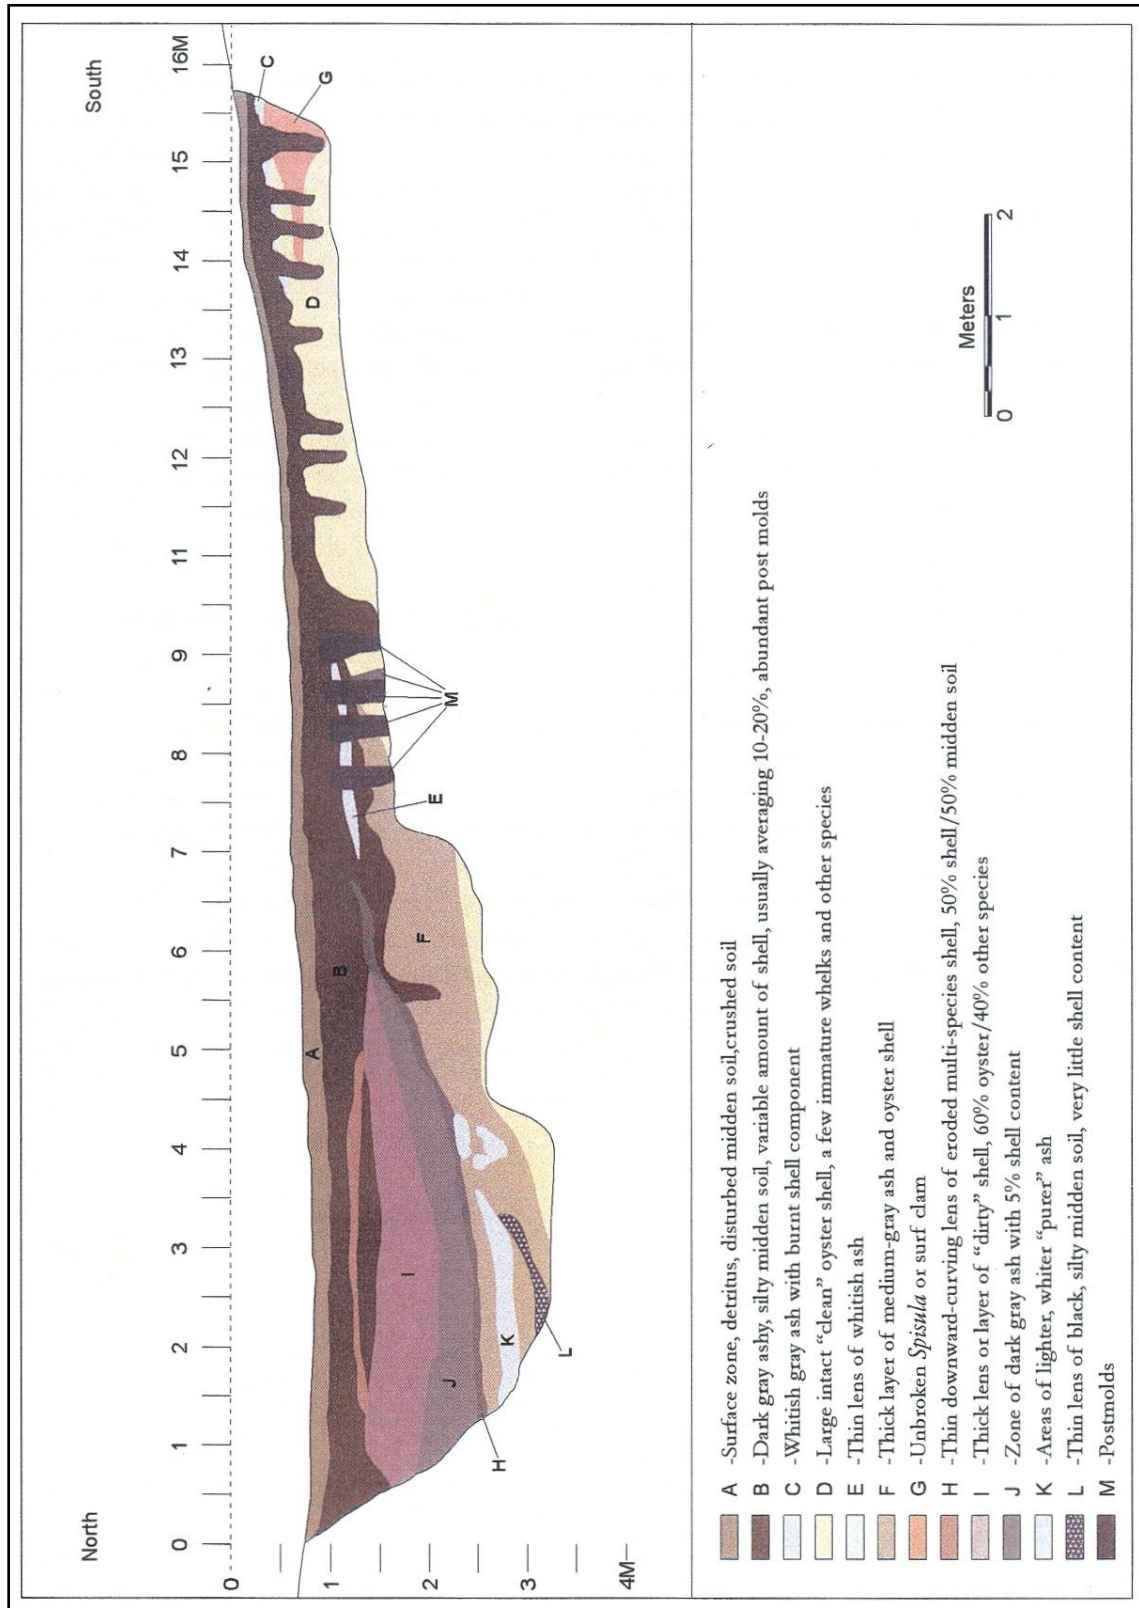 North
South
0 1 2 3 4 5 6 7 8 9 10 11 12 13 14 15 16M
0
1
2
3
4M
A
B
C
D
E
F
G
H
I
J
K
L
M
Meters
0 1 2
A -Surface zone, detritus, disturbed midden soil,crushed soil
B -Dark gray ashy, silty midden soil, variable amount of shell, usually averaging 10-20%, abundant post molds
C -Whitish gray ash with burnt shell component
D -Large intact “clean” oyster shell, a few immature whelks and other species
E -Thin lens of whitish ash
F -Thick layer of medium-gray ash and oyster shell
G -Unbroken Spisula or surf clam
H -Thin downward-curving lens of eroded multi-species shell, 50% shell/50% midden soil
I -Thick lens or layer of “dirty” shell, 60% oyster/40% other species
J -Zone of dark gray ash with 5% shell content
K -Areas of lighter, whiter “purer” ash
L -Thin lens of black, silty midden soil, very little shell content
M -Postmolds